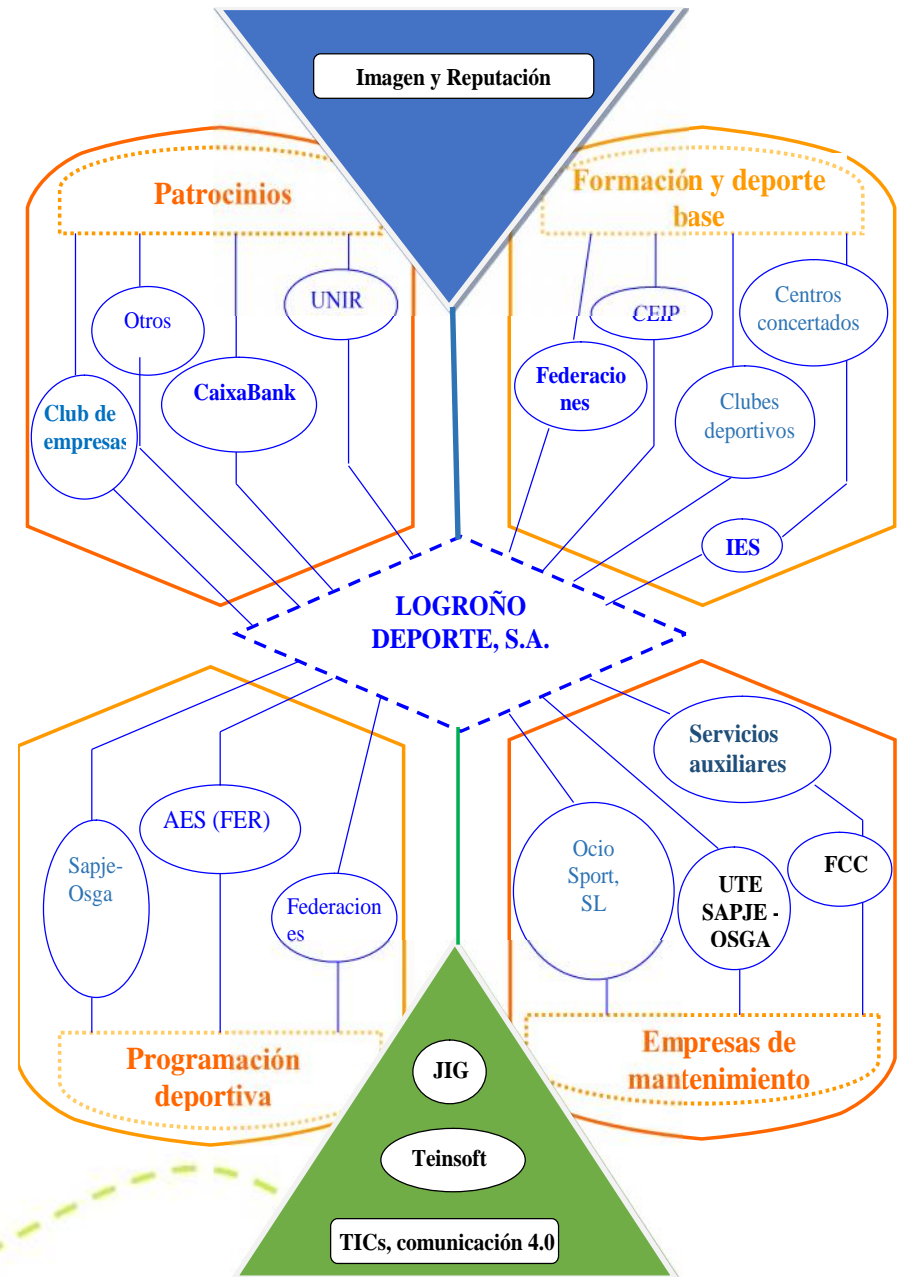 Imagen y Reputación
Patrocinios
Formación y deporte
base
UNIR
Otros
CaixaBank
Club de
empresas
CEIP
Centros
concertados
Federacio
nes
Clubes
deportivos
IES
LOGROÑO
DEPORTE, S.A.
Servicios
auxiliares
AES (FER)
Sapje-
Osga
Federacion
es
Ocio
Sport,
SL
UTE
SAPJE -
OSGA
FCC
Programación
deportiva
Empresas de
mantenimiento
JIG
Teinsoft
TICs, comunicación 4.0